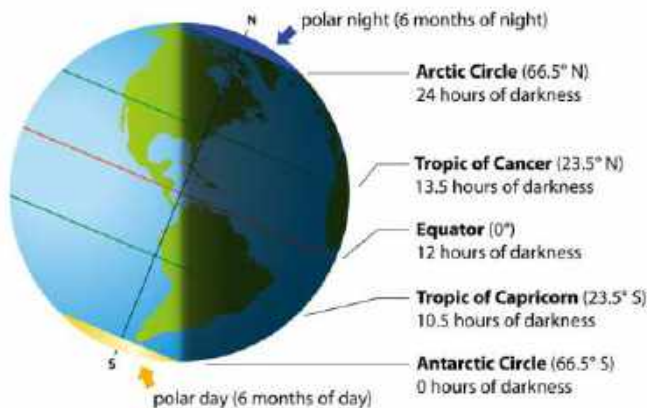 N
polar night (6 months of night)
Arctic Circle (66.5° N)
24 hours of darkness
Tropic of Cancer (23.5° N)
13.5 hours of darkness
Equator (0°)
12 hours of darkness
Tropic of Capricorn (23.5° S)
10.5 hours of darkness
Antarctic Circle (66.5° S)
0 hours of darkness
S
polar day (6 months of day)